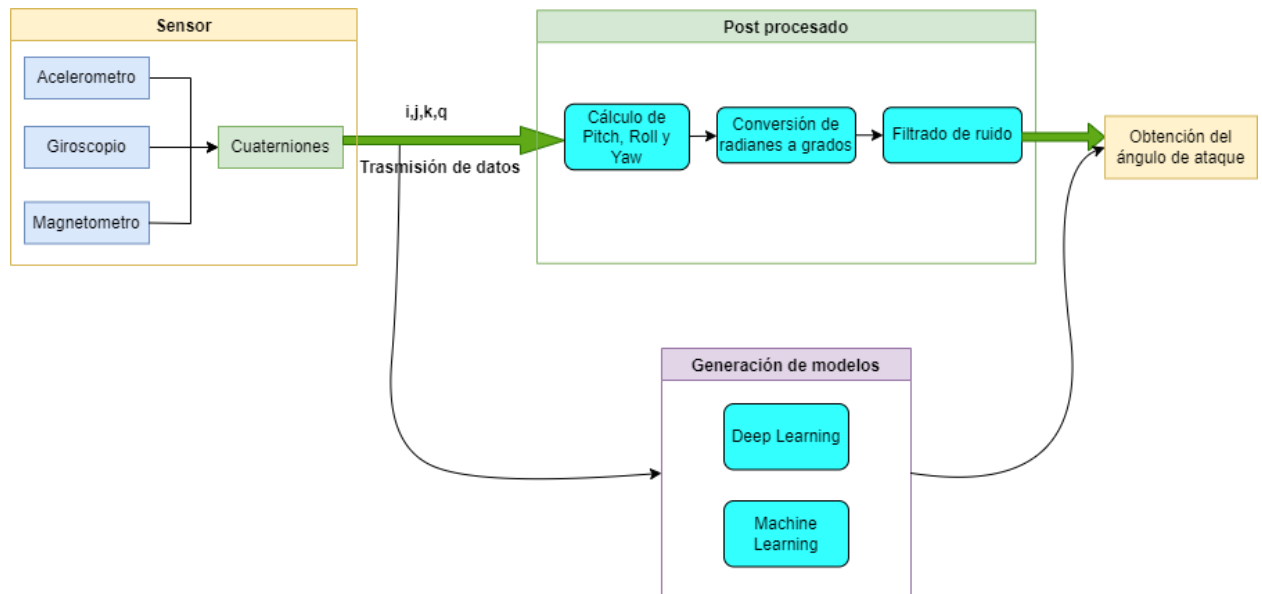 Sensor
Acelerometro
Giroscopio
Magnetometro
Cuaterniones
i,j,k,q
Trasmisión de datos
Post procesado
Cálculo de
Pitch, Roll y
Yaw
Conversión de
radianes a grados
Filtrado de ruido
Obtención del
ángulo de ataque
Generación de modelos
Deep Learning
Machine
Learning